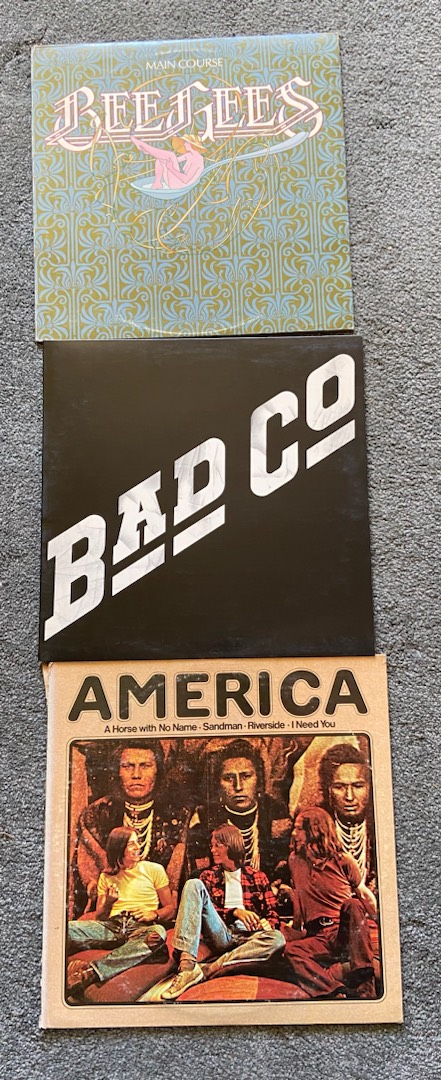 MAIN COURSE
BEE GEES
BAD CO
AMERICA
A Horse with No Name · Sandman · Riverside · I Need You